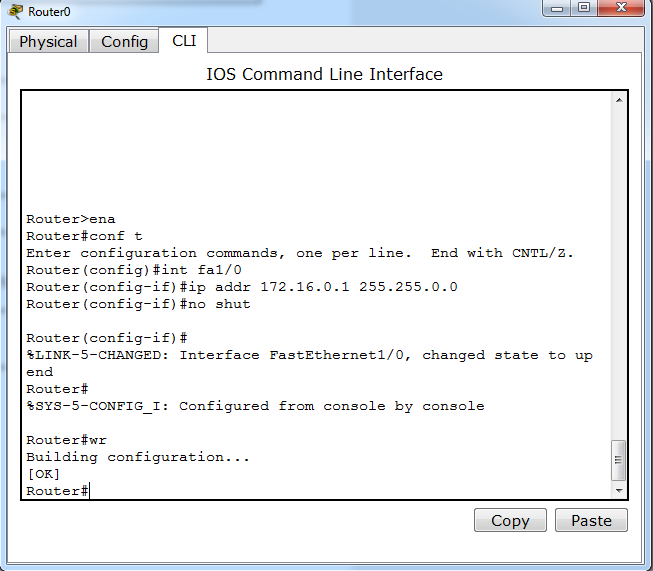 Router0
Physical Config CLI
IOS Command Line Interface
Router>ena
Router#conf t
Enter configuration commands, one per line.  End with CNTL/Z.
Router(config)#int fa1/0
Router(config-if)#ip addr 172.16.0.1 255.255.0.0
Router(config-if)#no shut
Router(config-if)#
%LINK-5-CHANGED: Interface FastEthernet1/0, changed state to up
end
Router#
%SYS-5-CONFIG_I: Configured from console by console
Router#wr
Building configuration...
[OK]
Router#
Copy Paste